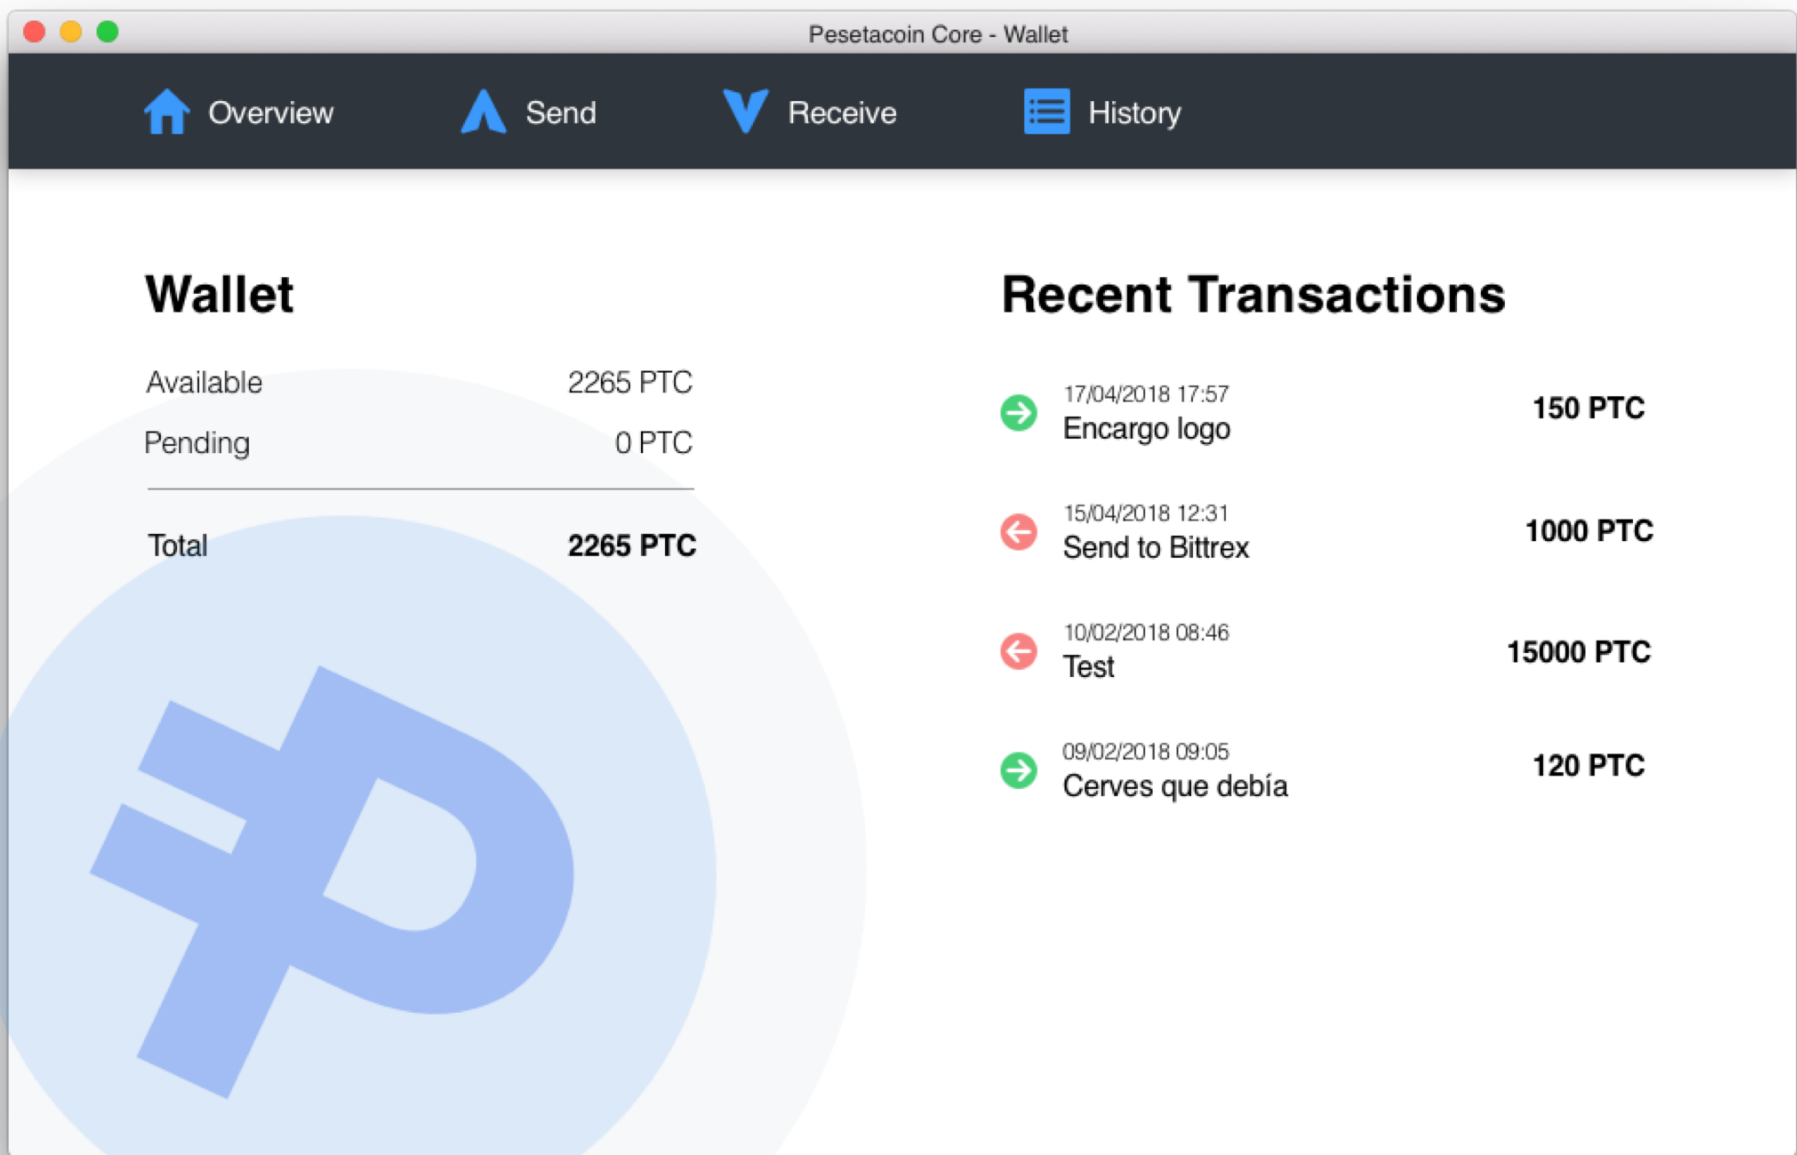 Pesetacoin Core - Wallet
Overview Send Receive History
Wallet
Available 2265 PTC
Pending 0 PTC
Total 2265 PTC
Recent Transactions
17/04/2018 17:57
Encargo logo 150 PTC
15/04/2018 12:31
Send to Bittrex 1000 PTC
10/02/2018 08:46
Test 15000 PTC
09/02/2018 09:05
Cerves que debía 120 PTC